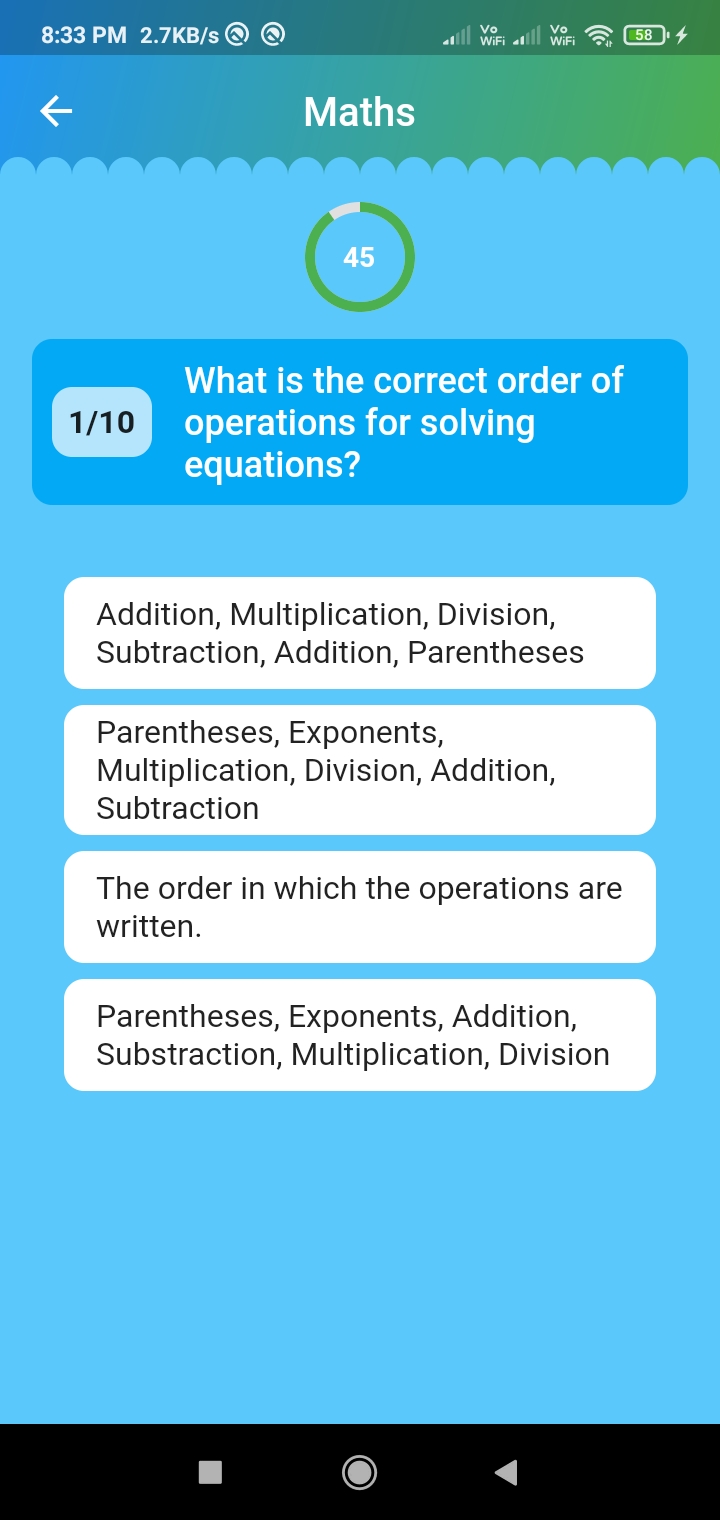 8:33 PM 2.7KB/s Vo WiFi Vo WiFi 58
Maths
45
1/10
What is the correct order of
operations for solving
equations?
Addition, Multiplication, Division,
Subtraction, Addition, Parentheses
Parentheses, Exponents,
Multiplication, Division, Addition,
Subtraction
The order in which the operations are
written.
Parentheses, Exponents, Addition,
Substraction, Multiplication, Division